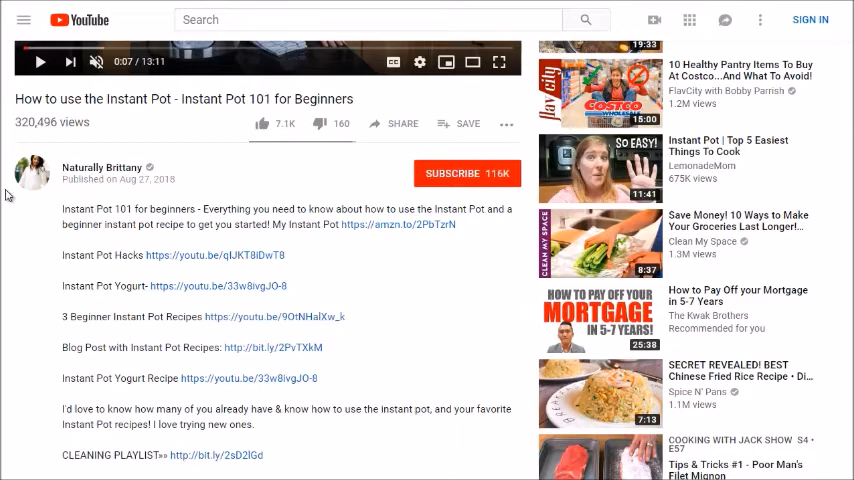 YouTube
Search
SIGN IN
0:07 / 13:11
CC
How to use the Instant Pot - Instant Pot 101 for Beginners
320,496 views
7.1K
160
SHARE
SAVE
Naturally Brittany
Published on Aug 27, 2018
SUBSCRIBE 116K
Instant Pot 101 for beginners - Everything you need to know about how to use the Instant Pot and a
beginner instant pot recipe to get you started! My Instant Pot https://amzn.to/2PbTzrN
Instant Pot Hacks https://youtu.be/qIJKT8iDwT8
Instant Pot Yogurt- https://youtu.be/33w8ivgJO-8
3 Beginner Instant Pot Recipes https://youtu.be/9OtNHalXw_k
Blog Post with Instant Pot Recipes: http://bit.ly/2PvTXkM
Instant Pot Yogurt Recipe https://youtu.be/33w8ivgJO-8
I'd love to know how many of you already have & know how to use the instant pot, and your favorite
Instant Pot recipes! I love trying new ones.
CLEANING PLAYLIST»» http://bit.ly/2sD2lGd
19:33
flav city
COSTCO
WHOLESALE
15:00
10 Healthy Pantry Items To Buy
At Costco...And What To Avoid!
FlavCity with Bobby Parrish
1.2M views
SO EASY!
11:41
Instant Pot | Top 5 Easiest
Things To Cook
LemonadeMom
675K views
CLEAN MY SPACE
8:37
Save Money! 10 Ways to Make
Your Groceries Last Longer!...
Clean My Space
1.3M views
HOW TO PAY OFF YOUR
MORTGAGE
IN 5-7 YEARS!
25:38
How to Pay Off your Mortgage
in 5-7 Years
The Kwak Brothers
Recommended for you
BREAKFA
7:13
SECRET REVEALED! BEST
Chinese Fried Rice Recipe • Di...
Spice N' Pans
1.1M views
COOKING WITH JACK SHOW S4 •
E57
Tips & Tricks #1 - Poor Man's
Filet Mignon